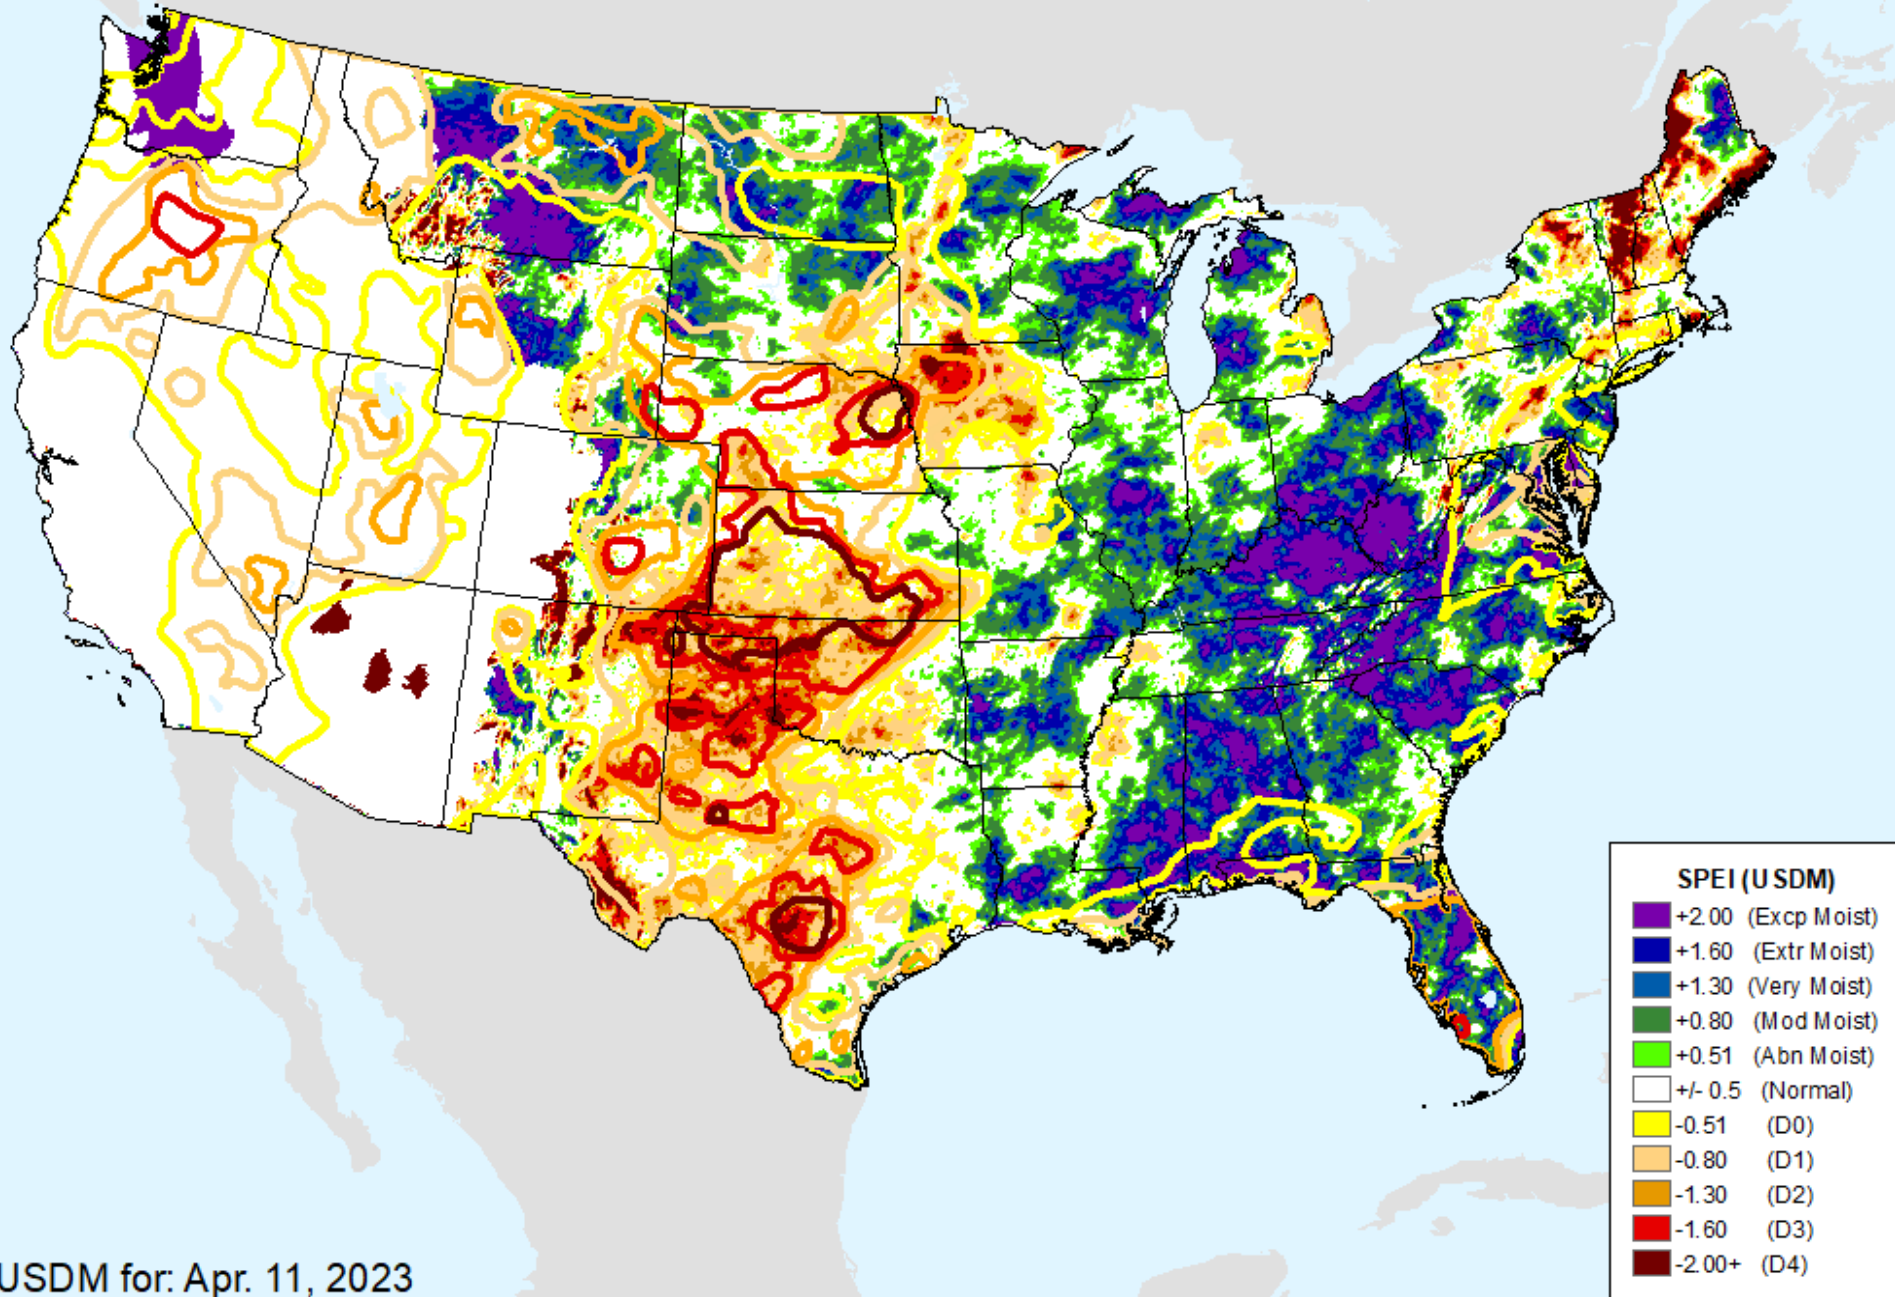 SPEI (USDM)
+2.00 (Excp Moist)
+1.60 (Extr Moist)
+1.30 (Very Moist)
+0.80 (Mod Moist)
+0.51 (Abn Moist)
+/- 0.5 (Normal)
-0.51 (D0)
-0.80 (D1)
-1.30 (D2)
-1.60 (D3)
-2.00+ (D4)
USDM for: Apr. 11, 2023